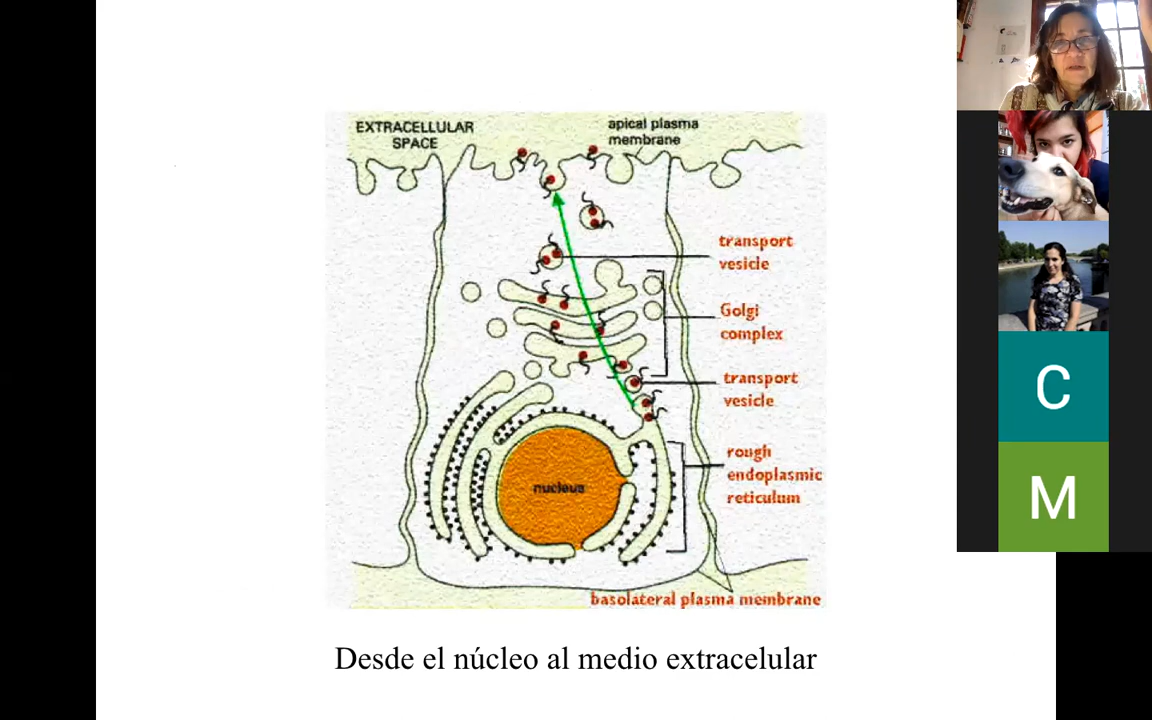 EXTRACELLULAR
SPACE
apical plasma
membrane
transport
vesicle
Golgi
complex
transport
vesicle
rough
endoplasmic
reticulum
nucleus
basolateral plasma membrane
Desde el núcleo al medio extracelular
C
M